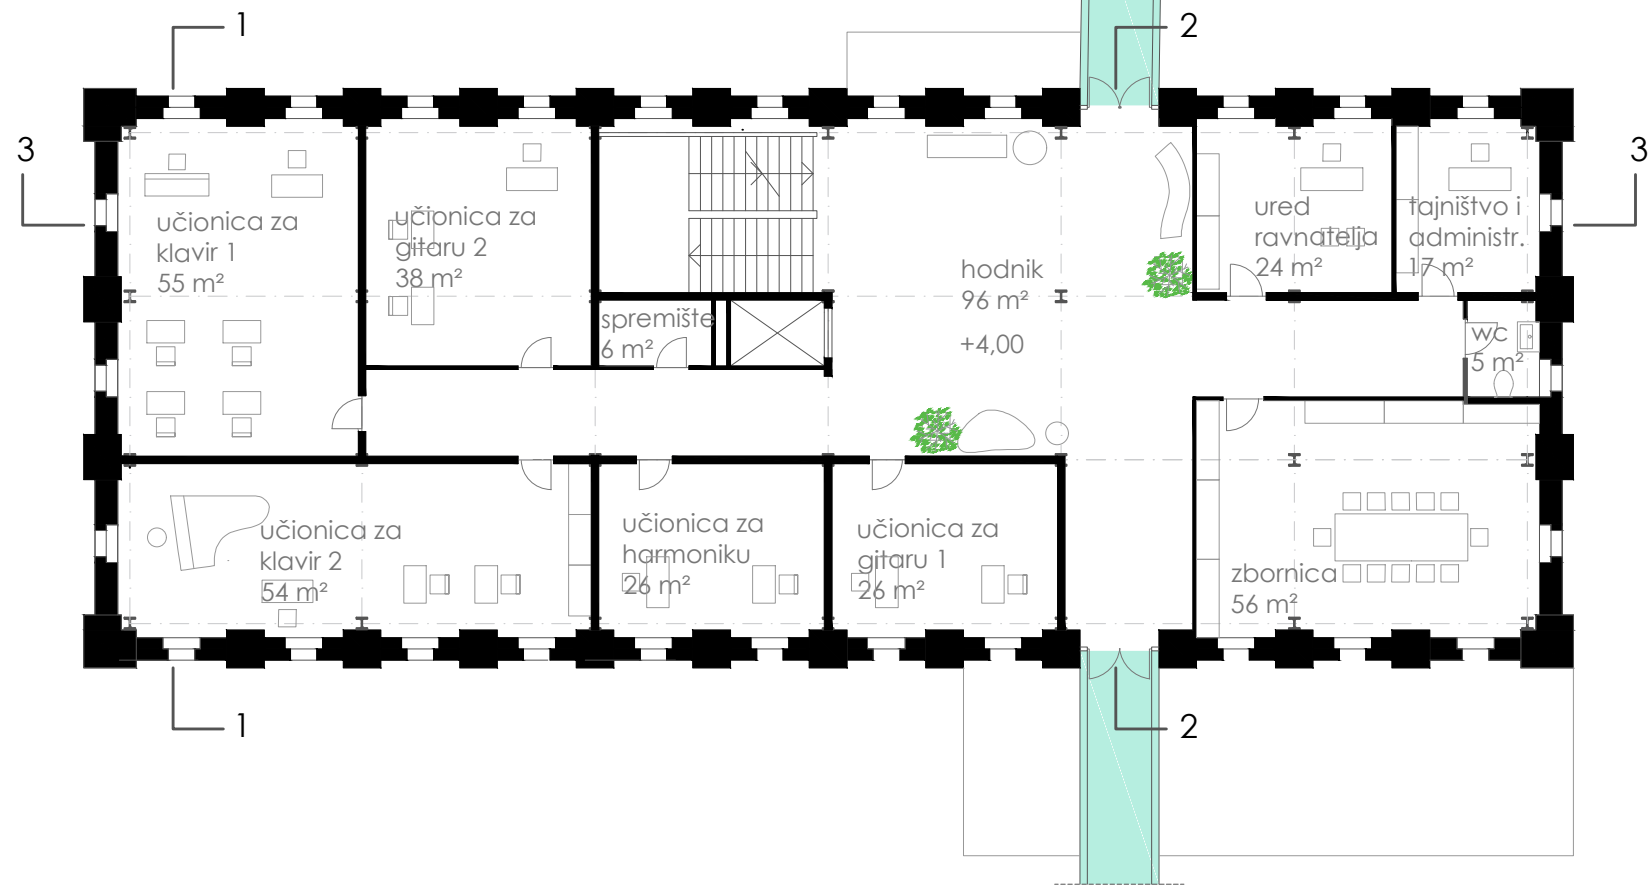 1
2
3
3
učionica za
klavir 1
55 m²
učionica za
gitaru 2
38 m²
spremište
6 m²
hodnik
96 m²
+4,00
ured
ravnatelja
24 m²
tajništvo i
administr.
17 m²
wc
5 m²
učionica za
klavir 2
54 m²
učionica za
harmoniku
26 m²
učionica za
gitaru 1
26 m²
zbornica
56 m²
1
2